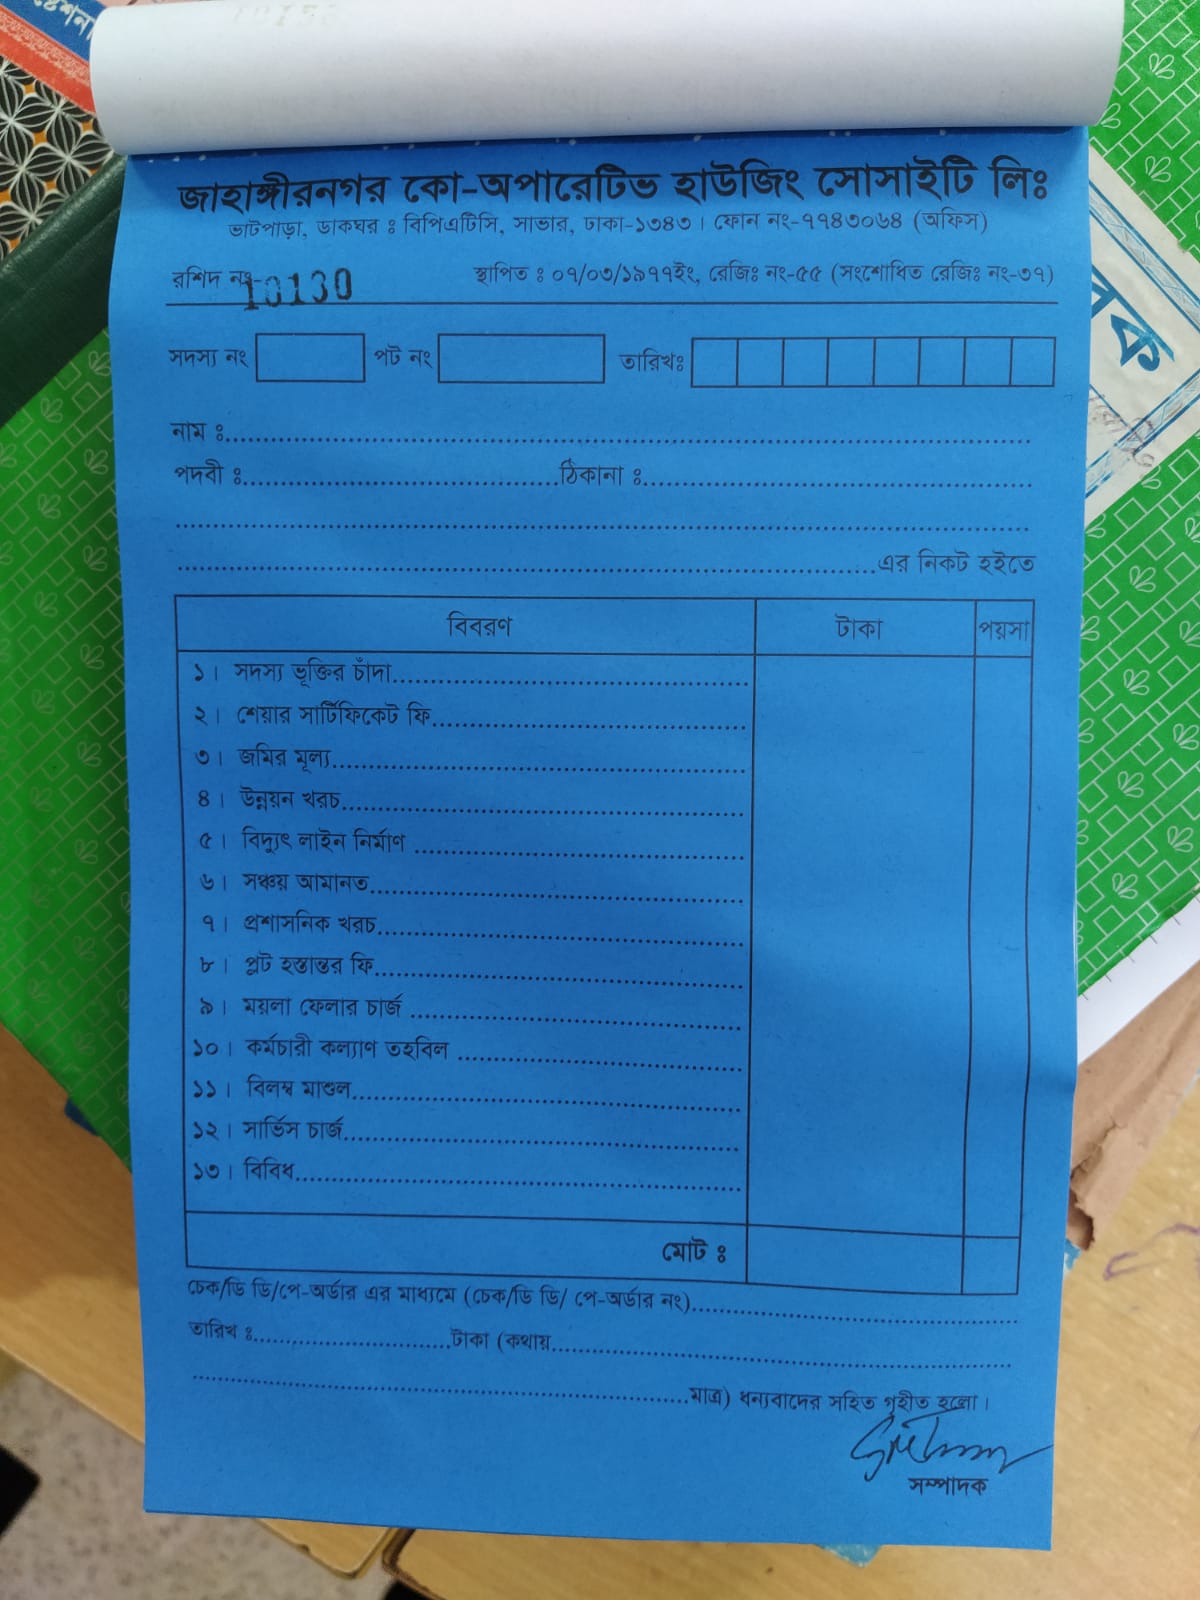 জাহাঙ্গীরনগর কো-অপারেটিভ হাউজিং সোসাইটি লিঃ
ভাটপাড়া, ডাকঘর ঃ বিপিএটিসি, সাভার, ঢাকা-১৩৪৩। ফোন নং-৭৭৪৩০৬৪ (অফিস)
রশিদ নং- 10130 স্থাপিত ঃ ০৭/০৩/১৯৭৭ইং, রেজিঃ নং-৫৫ (সংশোধিত রেজিঃ নং-৩৭)
সদস্য নং পট নং তারিখঃ
নাম ঃ
পদবী ঃ ঠিকানা ঃ
এর নিকট হইতে
বিবরণ টাকা পয়সা
১। সদস্য ভূক্তির চাঁদা
২। শেয়ার সার্টিফিকেট ফি
৩। জমির মূল্য
৪। উন্নয়ন খরচ
৫। বিদ্যুৎ লাইন নির্মাণ
৬। সঞ্চয় আমানত
৭। প্রশাসনিক খরচ
৮। প্লট হস্তান্তর ফি
৯। ময়লা ফেলার চার্জ
১০। কর্মচারী কল্যাণ তহবিল
১১। বিলম্ব মাশুল
১২। সার্ভিস চার্জ
১৩। বিবিধ
মোট ঃ
চেক/ডি ডি/পে-অর্ডার এর মাধ্যমে (চেক/ডি ডি/ পে-অর্ডার নং)
তারিখ ঃ টাকা (কথায়
মাত্র) ধন্যবাদের সহিত গৃহীত হলো।
সম্পাদক